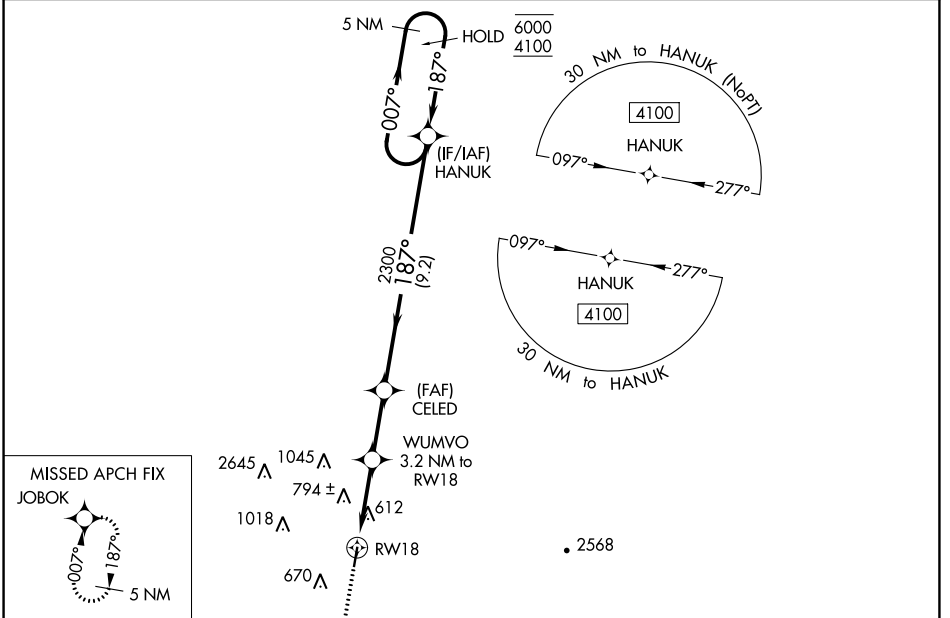 5 NM
HOLD
6000
4100
187°
007°
(IF/IAF)
HANUK
30 NM to HANUK (NoPT)
4100
HANUK
097°
277°
2300
187°
(9.2)
097°
277°
HANUK
4100
30 NM to HANUK
(FAF)
CELED
WUMVO
3.2 NM to
RW18
2645
1045
794 ±
612
1018
RW18
2568
670
MISSED APCH FIX
JOBOK
007°
187°
5 NM